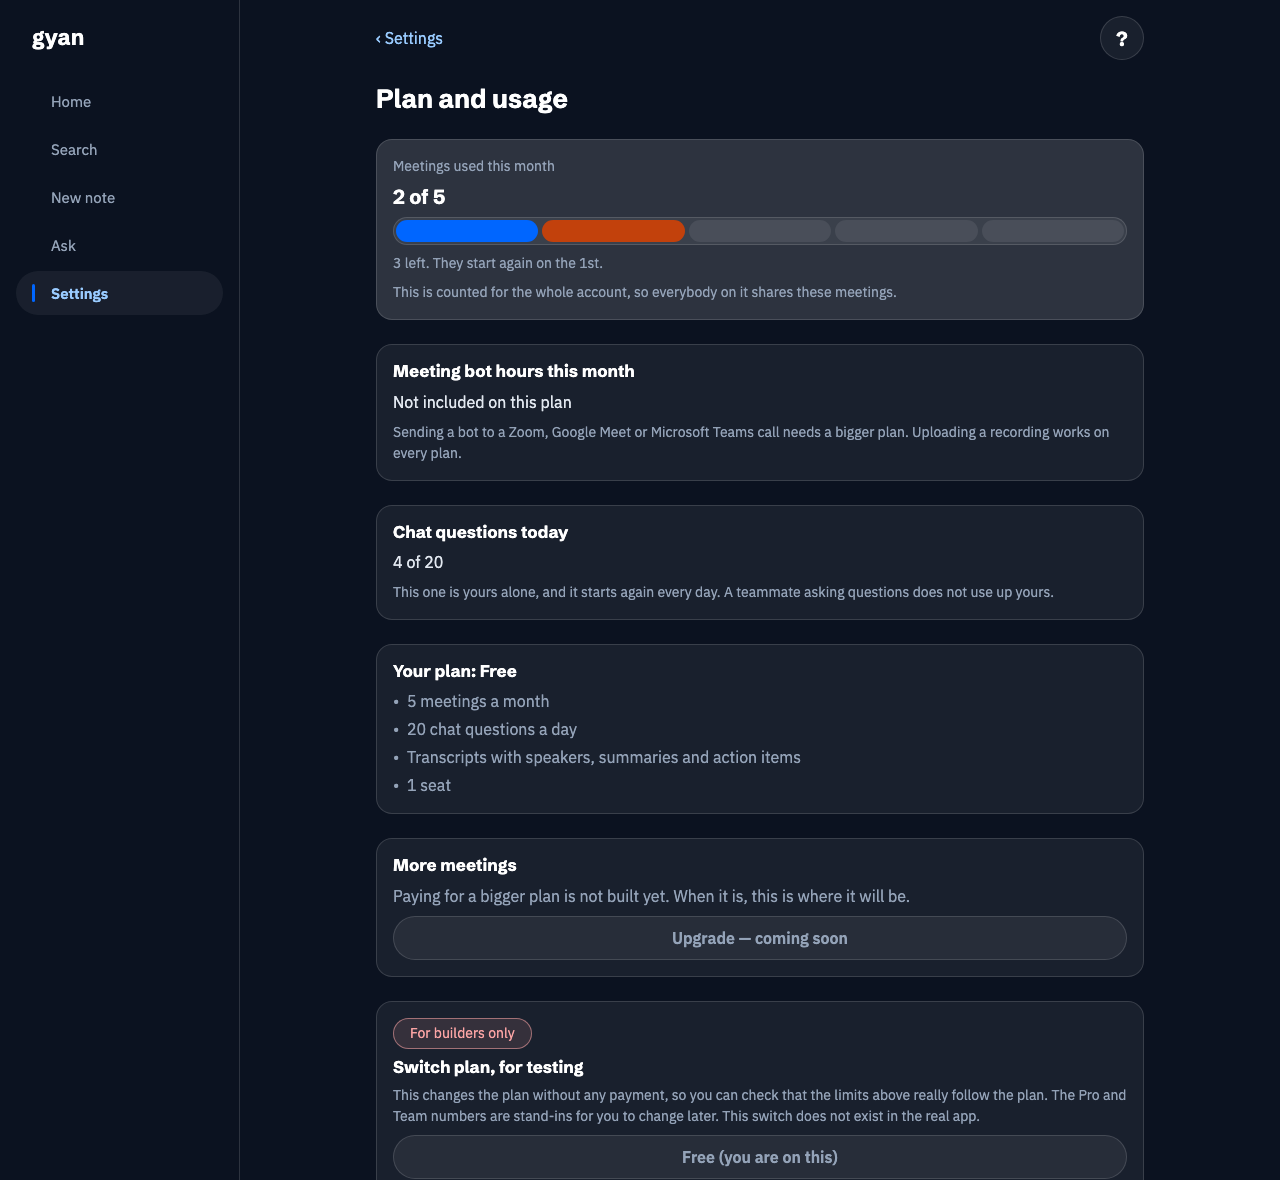 gyan
Home
Search
New note
Ask
Settings
‹ Settings
?
Plan and usage
Meetings used this month
2 of 5
3 left. They start again on the 1st.
This is counted for the whole account, so everybody on it shares these meetings.
Meeting bot hours this month
Not included on this plan
Sending a bot to a Zoom, Google Meet or Microsoft Teams call needs a bigger plan. Uploading a recording works on
every plan.
Chat questions today
4 of 20
This one is yours alone, and it starts again every day. A teammate asking questions does not use up yours.
Your plan: Free
• 5 meetings a month
• 20 chat questions a day
• Transcripts with speakers, summaries and action items
• 1 seat
More meetings
Paying for a bigger plan is not built yet. When it is, this is where it will be.
Upgrade — coming soon
For builders only
Switch plan, for testing
This changes the plan without any payment, so you can check that the limits above really follow the plan. The Pro and
Team numbers are stand-ins for you to change later. This switch does not exist in the real app.
Free (you are on this)